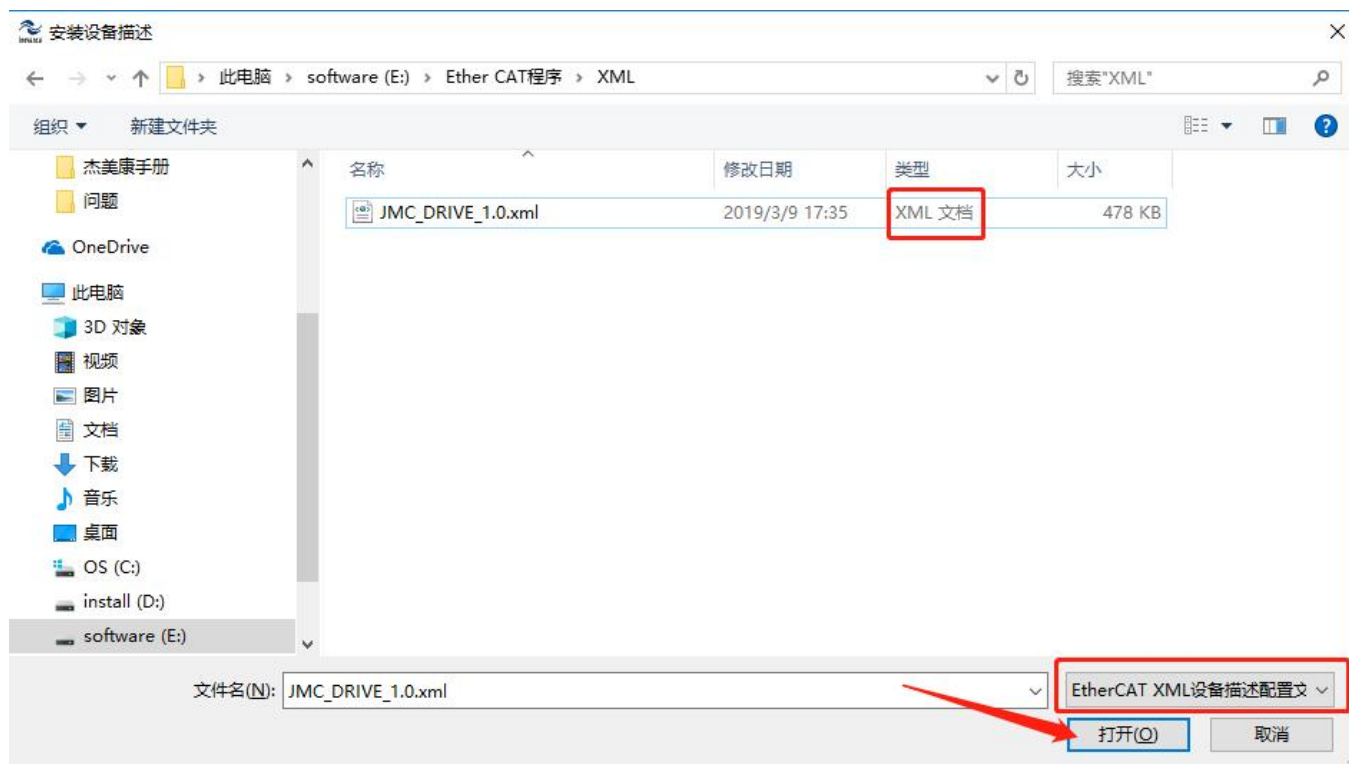 安装设备描述
此电脑 › software (E:) › Ether CAT程序 › XML
搜索"XML"
组织 新建文件夹
杰美康手册
问题
OneDrive
此电脑
3D 对象
视频
图片
文档
下载
音乐
桌面
OS (C:)
install (D:)
software (E:)
名称 修改日期 类型 大小
JMC_DRIVE_1.0.xml 2019/3/9 17:35 XML 文档 478 KB
文件名(N): JMC_DRIVE_1.0.xml
EtherCAT XML设备描述配置文
打开(O) 取消